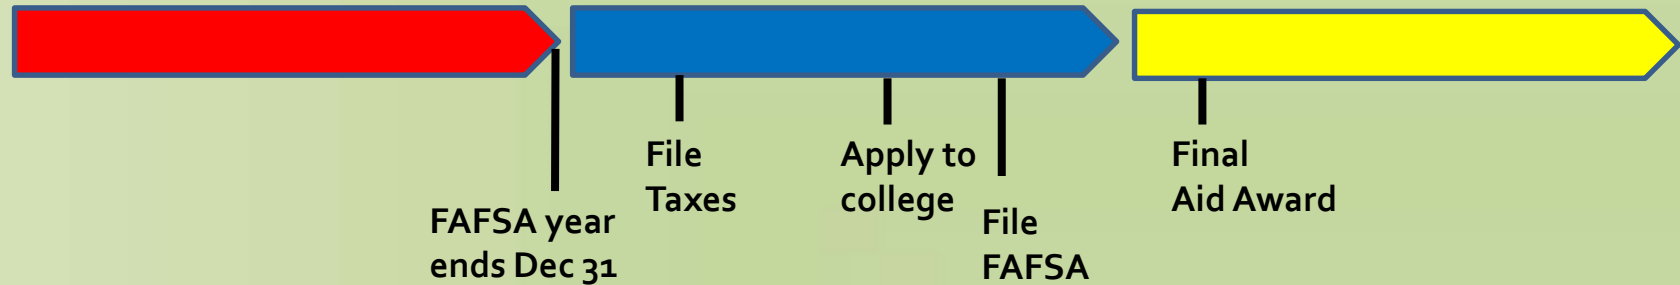 File
Taxes
Apply to
college
Final
Aid Award
FAFSA year
ends Dec 31
File
FAFSA